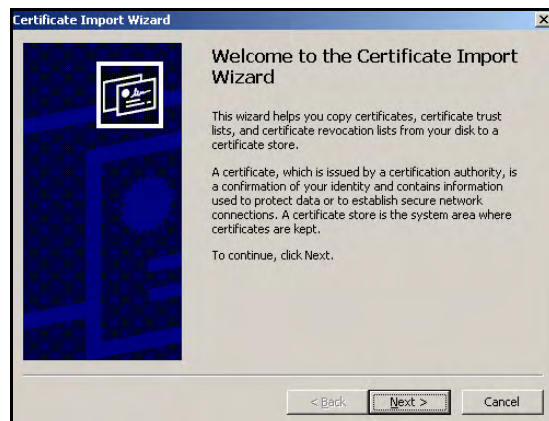 Certificate Import Wizard
Welcome to the Certificate Import
Wizard
This wizard helps you copy certificates, certificate trust
lists, and certificate revocation lists from your disk to a
certificate store.
A certificate, which is issued by a certification authority, is
a confirmation of your identity and contains information
used to protect data or to establish secure network
connections. A certificate store is the system area where
certificates are kept.
To continue, click Next.
< Back
Next >
Cancel